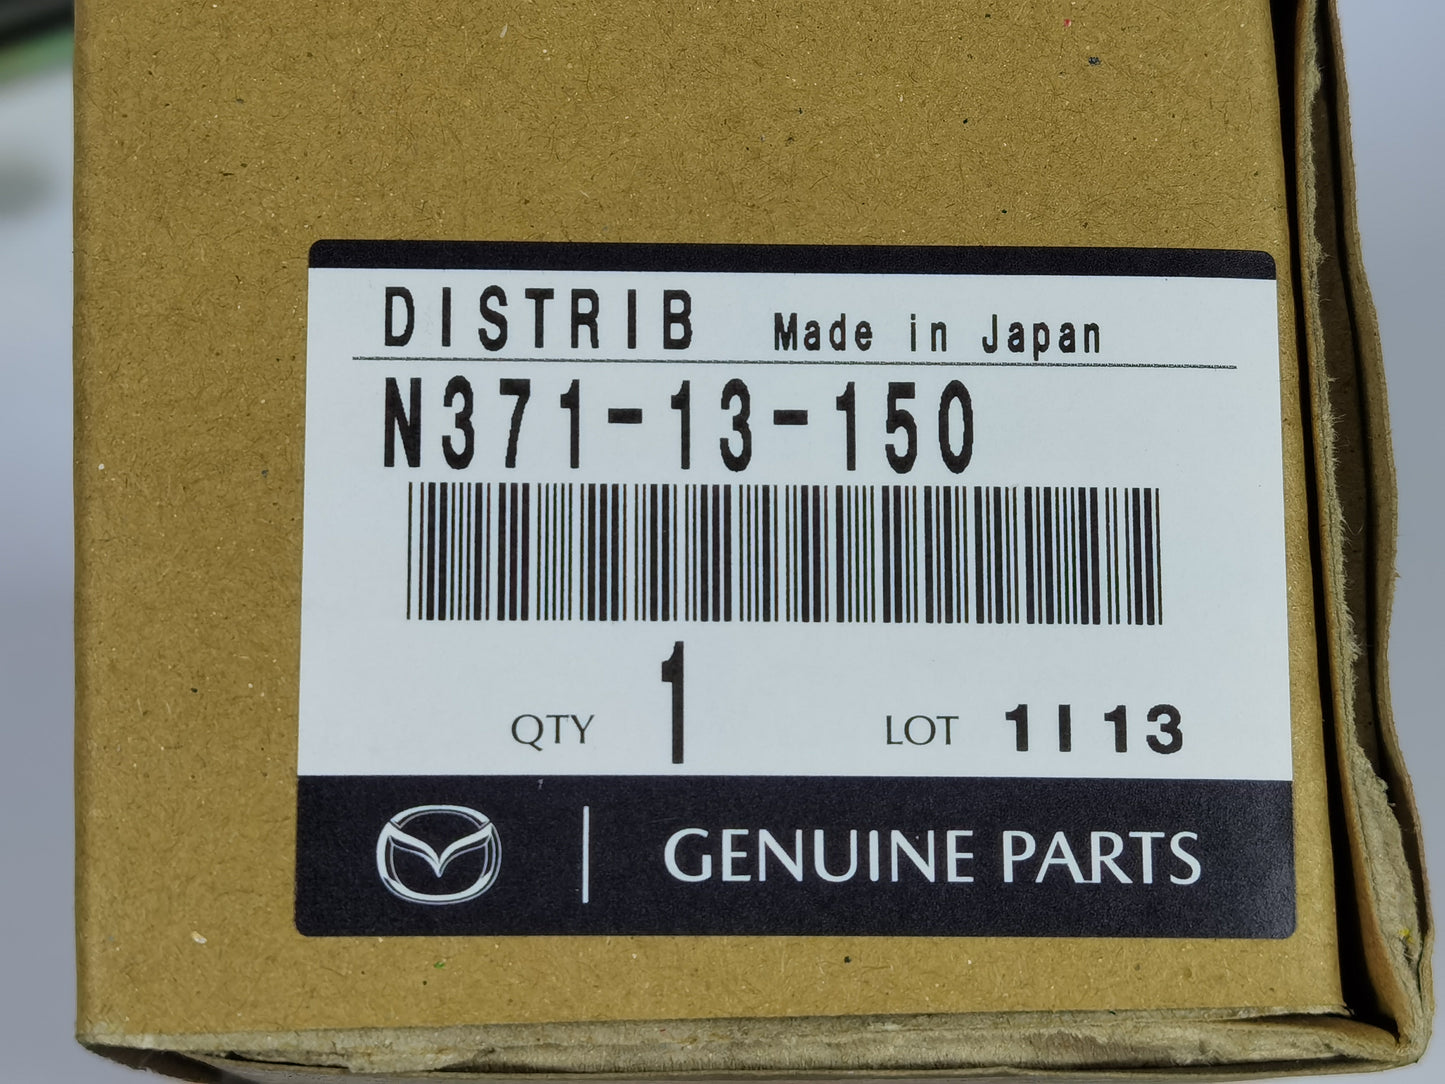 DISTRIB Made in Japan
N371-13-150
QTY 1 LOT 1I13
GENUINE PARTS